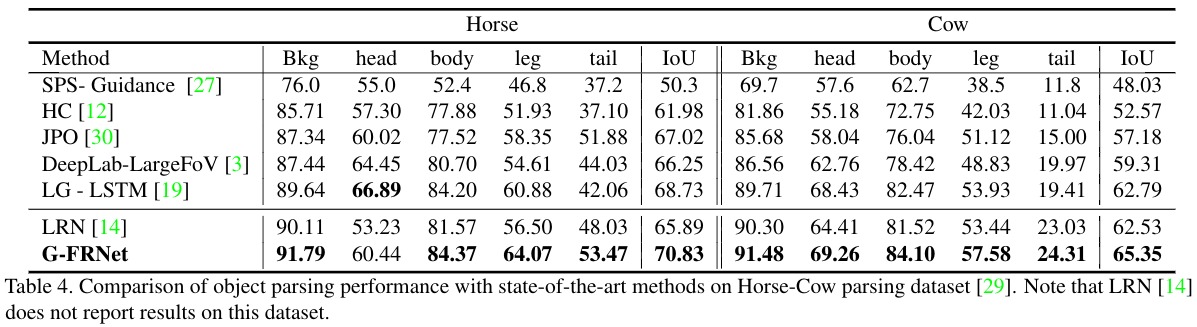 Horse Cow
Method Bkg head body leg tail IoU Bkg head body leg tail IoU
SPS- Guidance [27] 76.0 55.0 52.4 46.8 37.2 50.3 69.7 57.6 62.7 38.5 11.8 48.03
HC [12] 85.71 57.30 77.88 51.93 37.10 61.98 81.86 55.18 72.75 42.03 11.04 52.57
JPO [30] 87.34 60.02 77.52 58.35 51.88 67.02 85.68 58.04 76.04 51.12 15.00 57.18
DeepLab-LargeFoV [3] 87.44 64.45 80.70 54.61 44.03 66.25 86.56 62.76 78.42 48.83 19.97 59.31
LG - LSTM [19] 89.64 66.89 84.20 60.88 42.06 68.73 89.71 68.43 82.47 53.93 19.41 62.79
LRN [14] 90.11 53.23 81.57 56.50 48.03 65.89 90.30 64.41 81.52 53.44 23.03 62.53
G-FRNet 91.79 60.44 84.37 64.07 53.47 70.83 91.48 69.26 84.10 57.58 24.31 65.35
Table 4. Comparison of object parsing performance with state-of-the-art methods on Horse-Cow parsing dataset [29]. Note that LRN [14]
does not report results on this dataset.